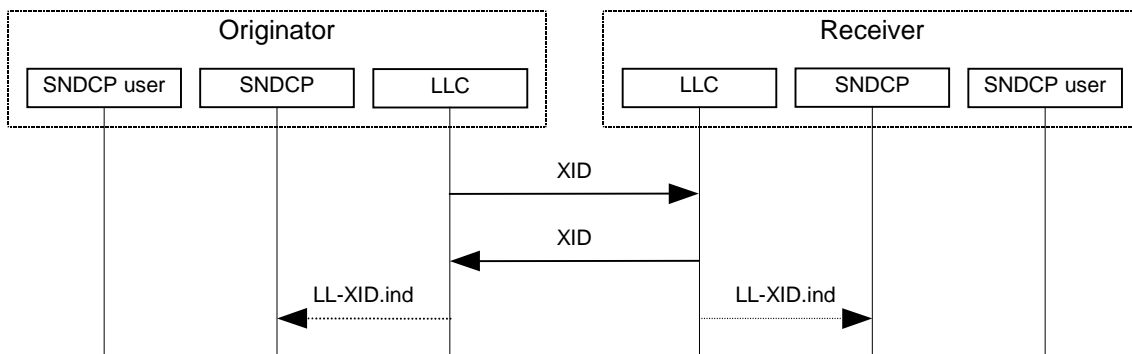 Originator
Receiver
SNDCP user
SNDCP
LLC
LLC
SNDCP
SNDCP user
XID
XID
LL-XID.ind
LL-XID.ind